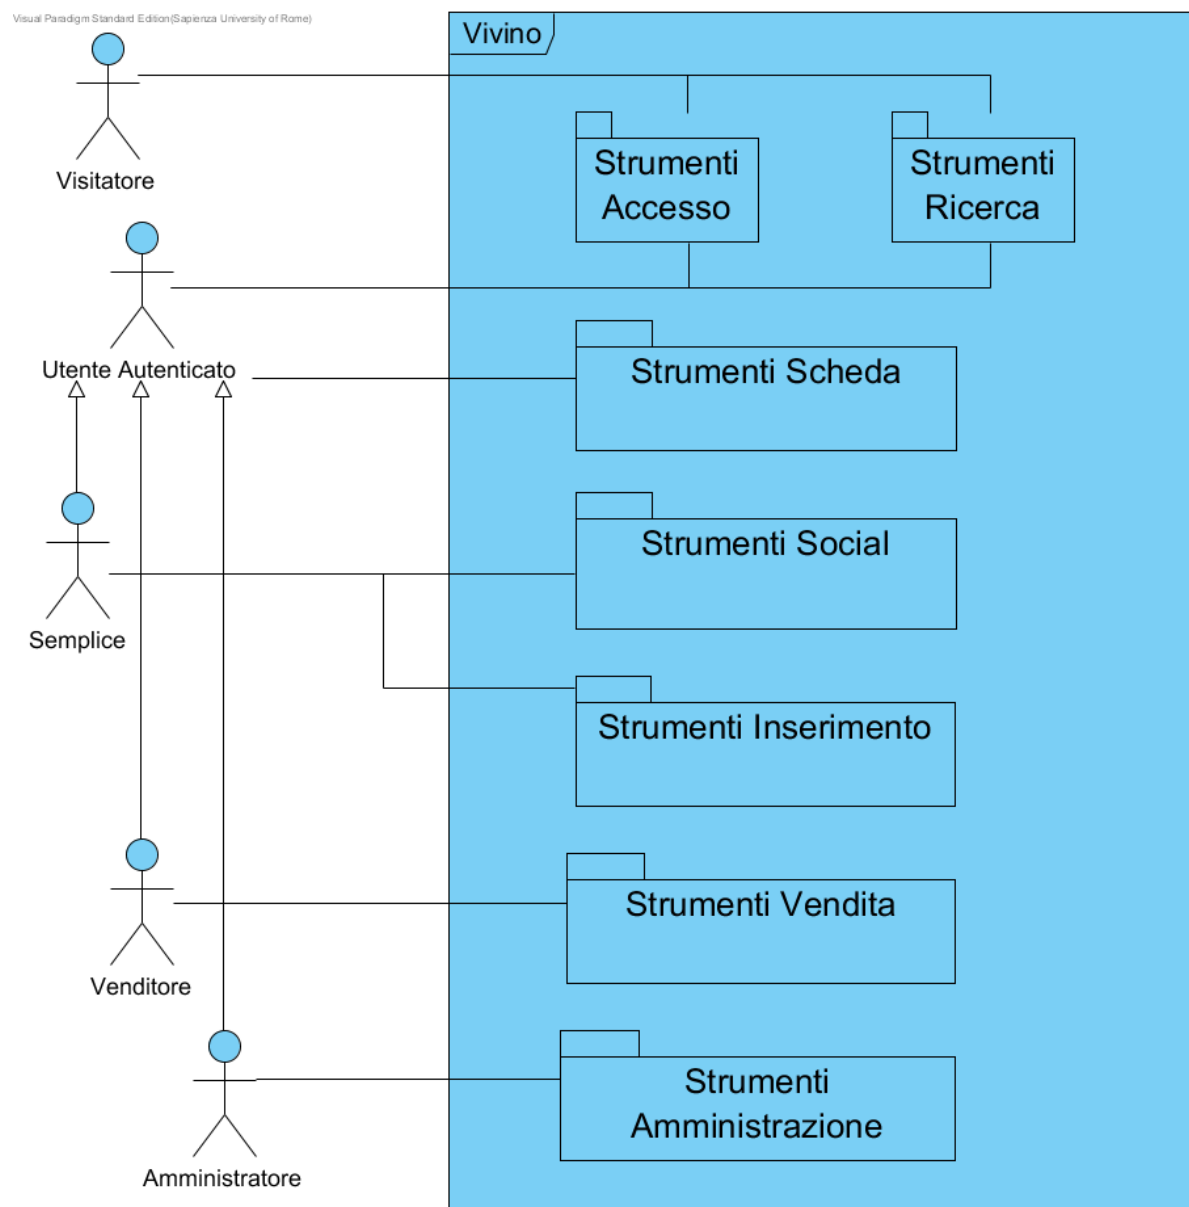 Visual Paradigm Standard Edition(Sapienza University of Rome)
Vivino
Visitatore
Strumenti
Accesso
Strumenti
Ricerca
Utente Autenticato
Strumenti Scheda
Semplice
Strumenti Social
Strumenti Inserimento
Venditore
Strumenti Vendita
Amministratore
Strumenti
Amministrazione